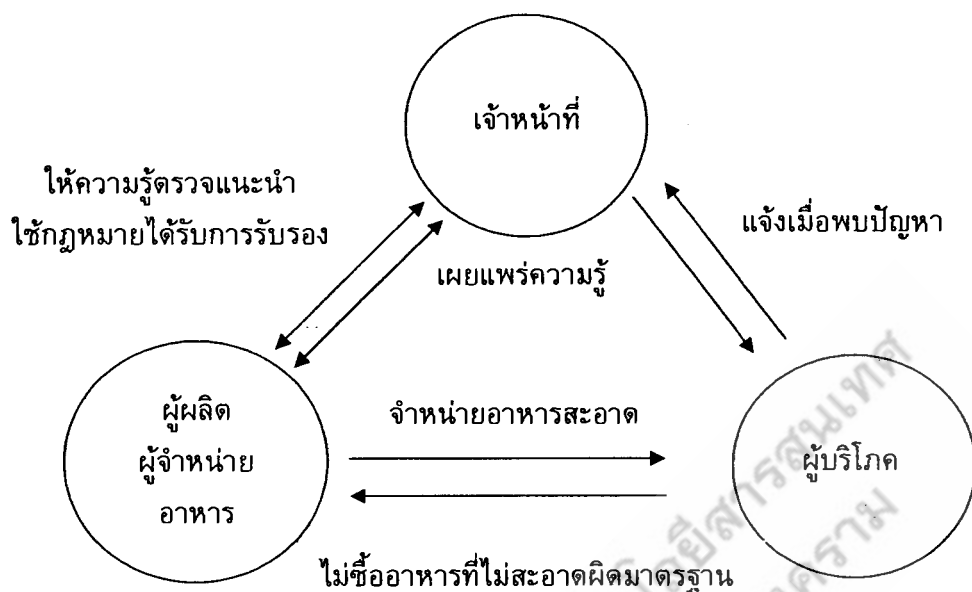 เจ้าหน้าที่
ให้ความรู้ตรวจแนะนำ
ใช้กฎหมายได้รับการรับรอง
แจ้งเมื่อพบปัญหา
เผยแพร่ความรู้
ผู้ผลิต
ผู้จำหน่าย
อาหาร
จำหน่ายอาหารสะอาด
ผู้บริโภค
ไม่ซื้ออาหารที่ไม่สะอาดผิดมาตรฐาน